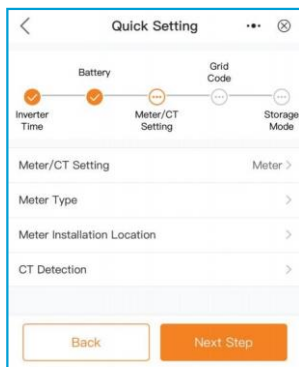 Quick Setting
Battery
Grid
Code
Inverter
Time
Meter/CT
Setting
Storage
Mode
Meter/CT Setting Meter
Meter Type
Meter Installation Location
CT Detection
Back Next Step